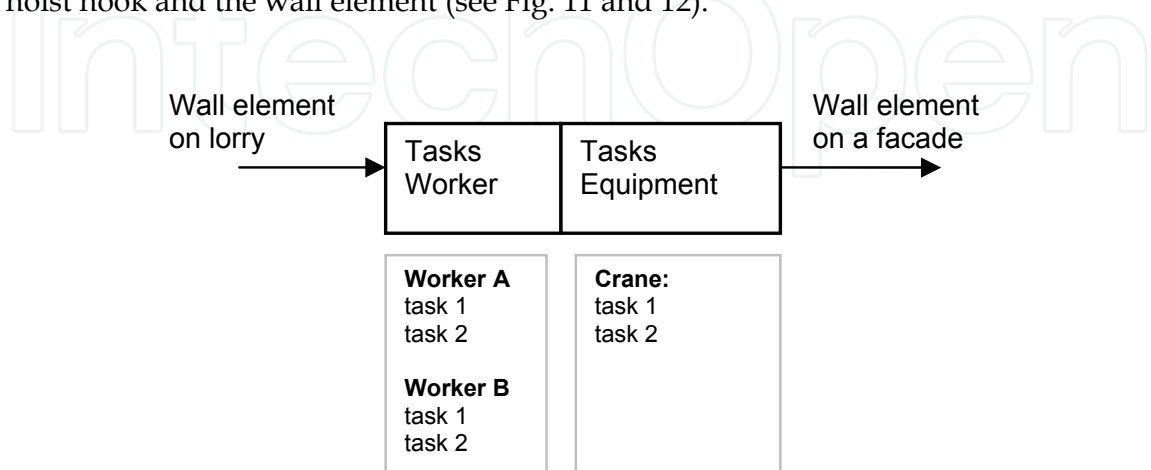 hoist hook and the wall element (see Fig. 11 and 12).
IntechOpen
Wall element
on lorry
Wall element
on a facade
Tasks
Worker
Tasks
Equipment
Worker A
task 1
task 2
Worker B
task 1
task 2
Crane:
task 1
task 2